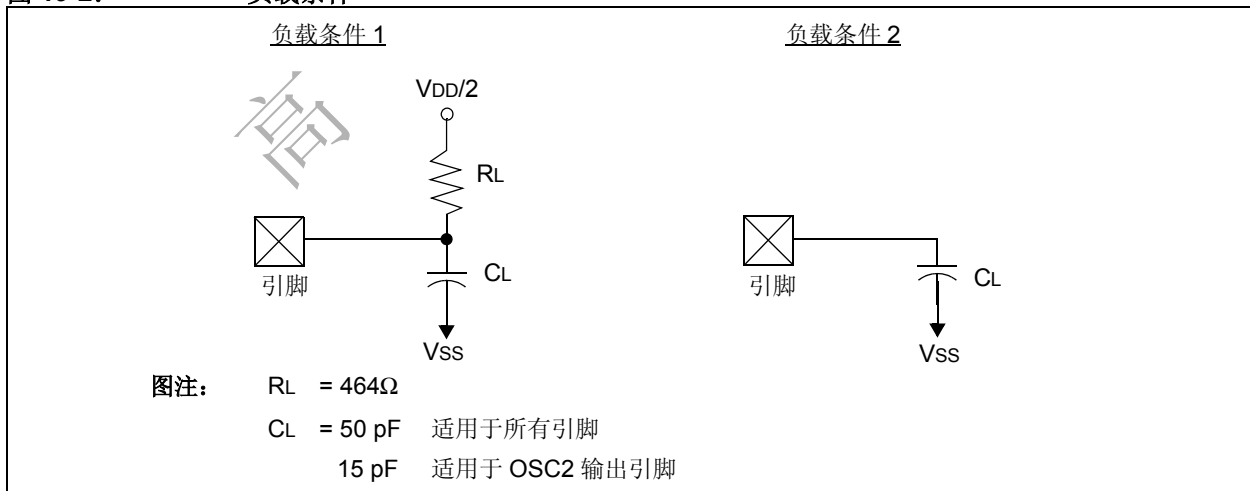 负载条件 1
负载条件 2
VDD/2
高
RL
引脚
CL
VSS
引脚
CL
VSS
图注：
RL = 464Ω
CL = 50 pF 适用于所有引脚
15 pF 适用于 OSC2 输出引脚